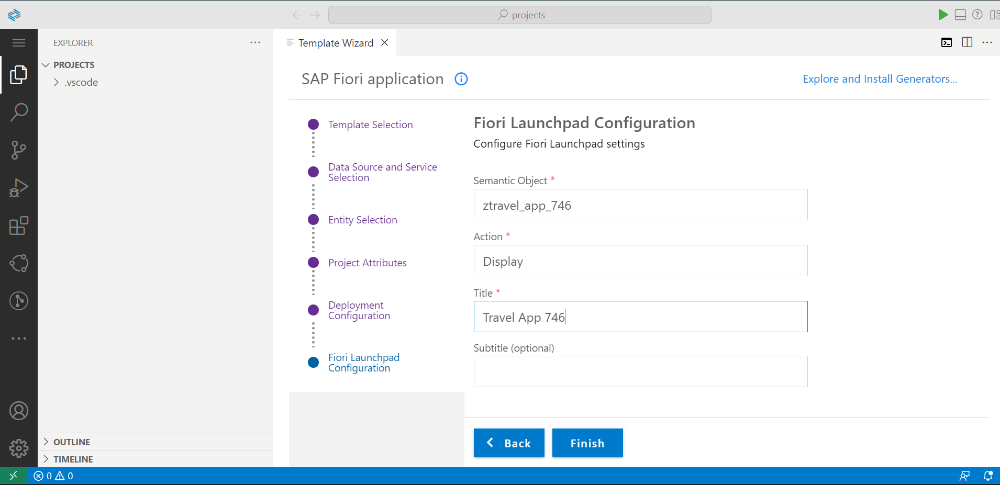 projects
EXPLORER
Template Wizard
PROJECTS
.vscode
SAP Fiori application
Explore and Install Generators...
Template Selection
Data Source and Service
Selection
Entity Selection
Project Attributes
Deployment
Configuration
Fiori Launchpad
Configuration
Fiori Launchpad Configuration
Configure Fiori Launchpad settings
Semantic Object *
ztravel_app_746
Action *
Display
Title *
Travel App 746
Subtitle (optional)
Back
Finish
OUTLINE
TIMELINE
0 0